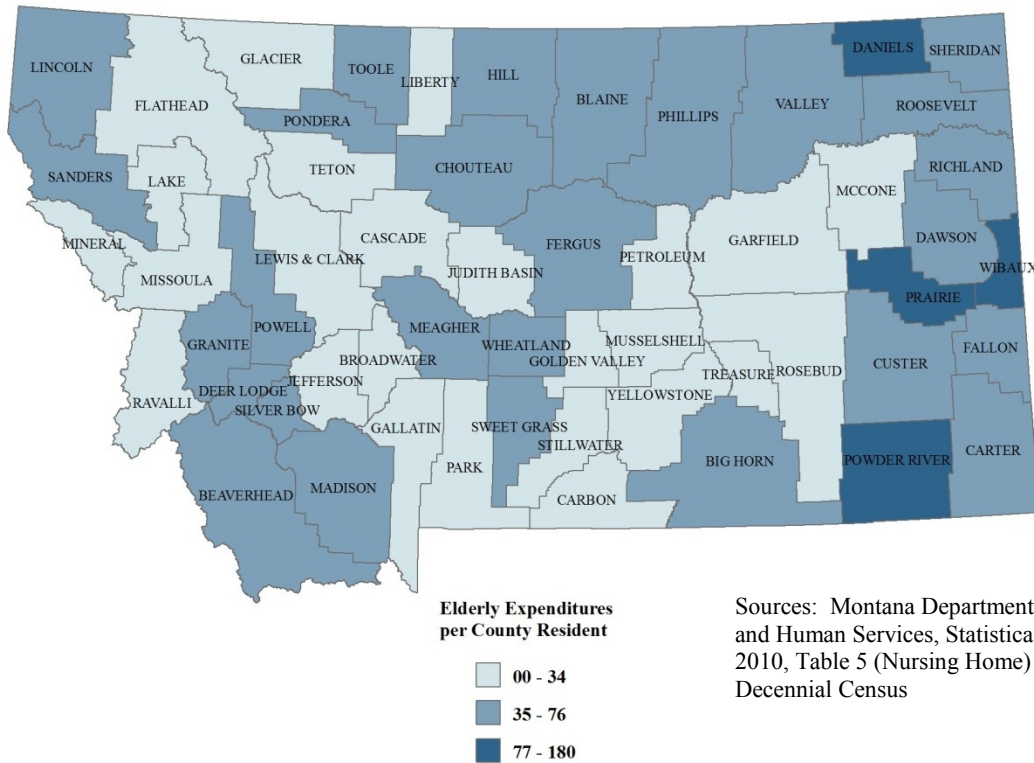 DANIELS
SHERIDAN
LINCOLN
GLACIER
TOOLE
LIBERTY
HILL
BLAINE
PHILLIPS
VALLEY
ROOSEVELT
FLATHEAD
PONDERA
CHOUTEAU
RICHLAND
SANDERS
LAKE
TETON
MCCONE
CASCADE
FERGUS
GARFIELD
DAWSON
MINERAL
MISSOULA
LEWIS & CLARK
JUDITH BASIN
PETROLEUM
WIBAUX
PRAIRIE
GRANITE
POWELL
MEAGHER
WHEATLAND
MUSSELSHELL
FALLON
BROADWATER
GOLDEN VALLEY
CUSTER
RAVALLI
DEER LODGE
JEFFERSON
TREASURE
ROSEBUD
SILVER BOW
YELLOWSTONE
GALLATIN
SWEET GRASS
STILLWATER
BEAVERHEAD
MADISON
PARK
CARBON
BIG HORN
POWDER RIVER
CARTER
Elderly Expenditures
per County Resident
00 - 34
35 - 76
77 - 180
Sources: Montana Department
and Human Services, Statistica
2010, Table 5 (Nursing Home)
Decennial Census